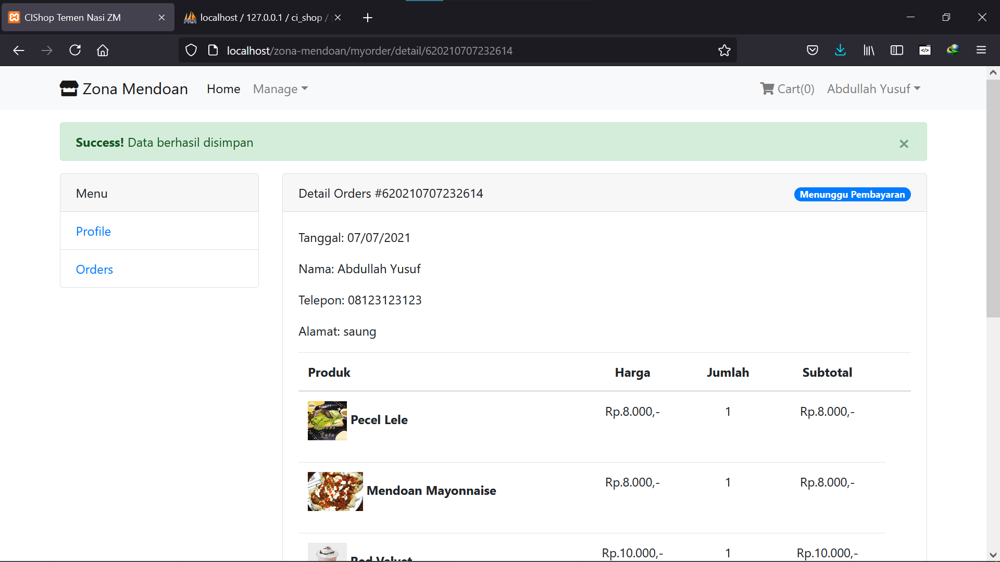 CIShop Temen Nasi ZM
localhost / 127.0.0.1 / ci_shop /
localhost/zona-mendoan/myorder/detail/620210707232614
Zona Mendoan
Home
Manage
Cart(0)
Abdullah Yusuf
Success! Data berhasil disimpan
×
Menu
Profile
Orders
Detail Orders #620210707232614
Menunggu Pembayaran
Tanggal: 07/07/2021
Nama: Abdullah Yusuf
Telepon: 08123123123
Alamat: saung
Produk Harga Jumlah Subtotal
Yummy!!
Pecel Lele Rp.8.000,- 1 Rp.8.000,-
Mendoan Mayonnaise Rp.8.000,- 1 Rp.8.000,-
Red Velvet Rp.10.000,- 1 Rp.10.000,-